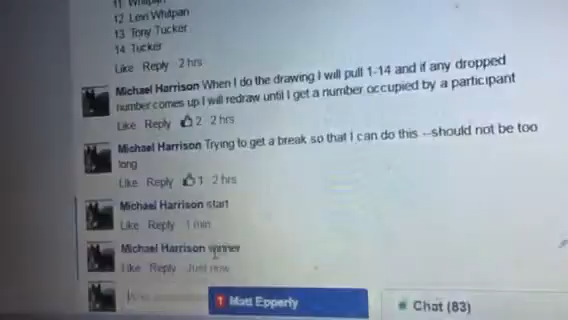 12 Levi Whitpan
13 Tony Tucker
14 Tucker
Like Reply 2 hrs
Michael Harrison When I do the drawing I will pull 1-14 and if any dropped
number comes up I will redraw until I get a number occupied by a participant
Like Reply 2 2 hrs
Michael Harrison Trying to get a break so that I can do this --should not be too
long
Like Reply 1 2 hrs
Michael Harrison start
Like Reply 1 min
Michael Harrison
Like Reply Just now
1 Matt Epperly
Chat (83)